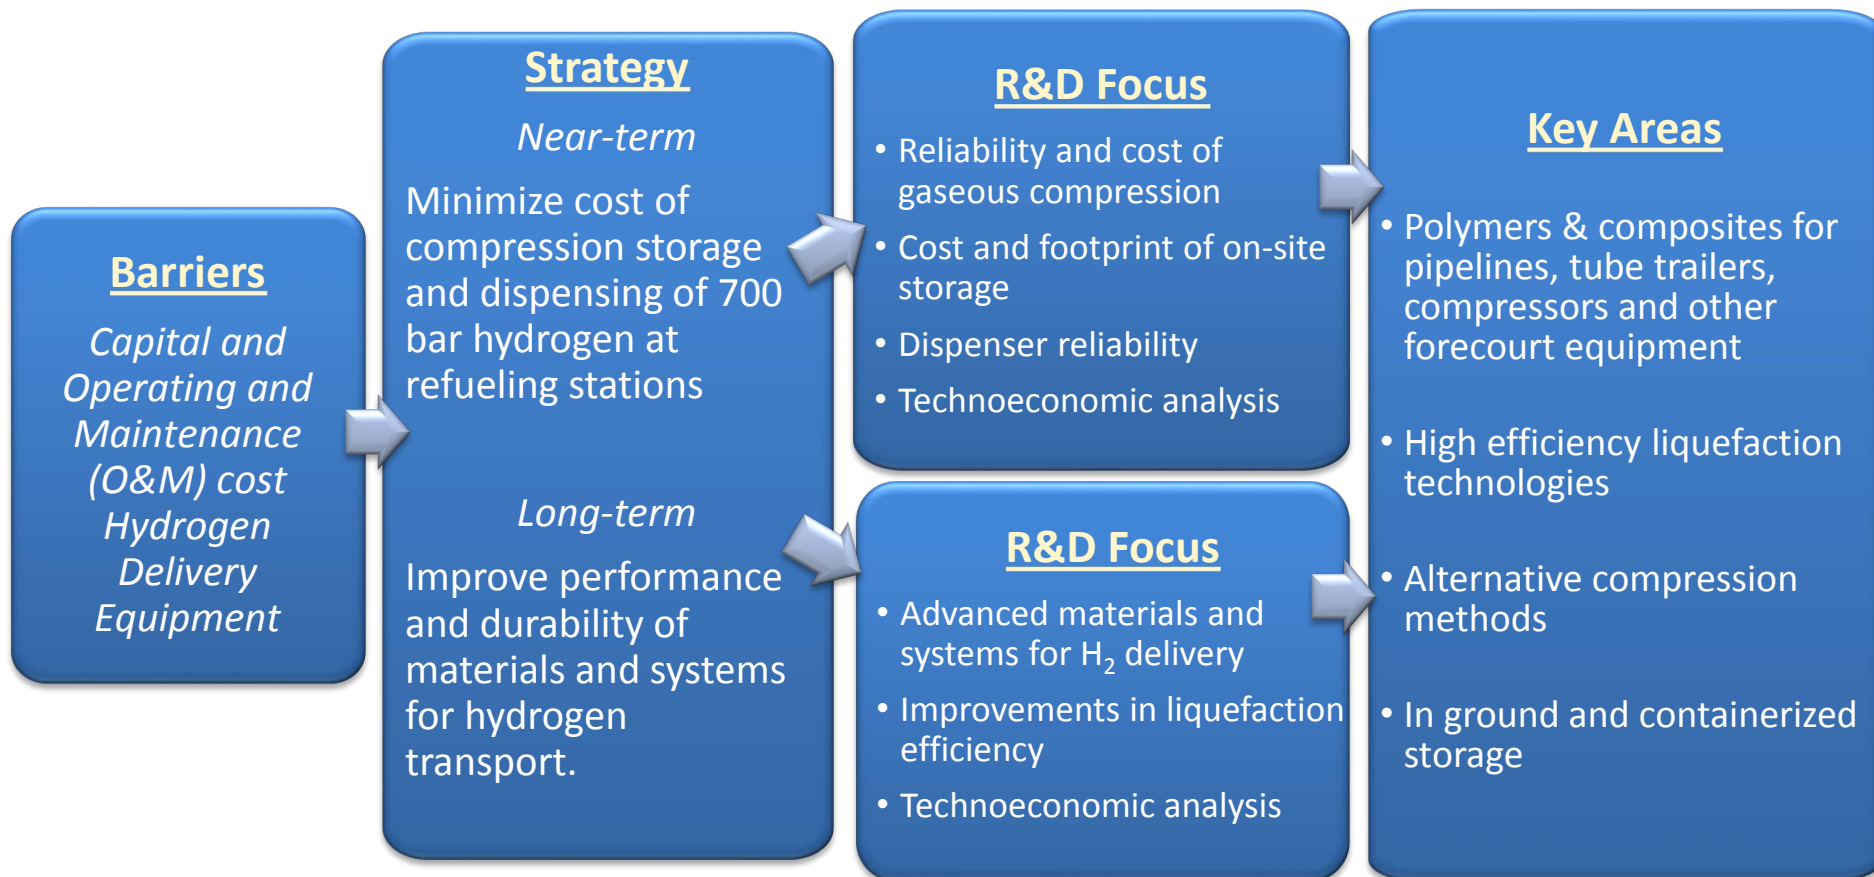 Barriers
Capital and
Operating and
Maintenance
(O&M) cost
Hydrogen
Delivery
Equipment
Strategy
Near-term
Minimize cost of
compression storage
and dispensing of 700
bar hydrogen at
refueling stations
Long-term
Improve performance
and durability of
materials and systems
for hydrogen
transport.
R&D Focus
• Reliability and cost of
gaseous compression
• Cost and footprint of on-site
storage
• Dispenser reliability
• Technoeconomic analysis
R&D Focus
• Advanced materials and
systems for H₂ delivery
• Improvements in liquefaction
efficiency
• Technoeconomic analysis
Key Areas
• Polymers & composites for
pipelines, tube trailers,
compressors and other
forecourt equipment
• High efficiency liquefaction
technologies
• Alternative compression
methods
• In ground and containerized
storage